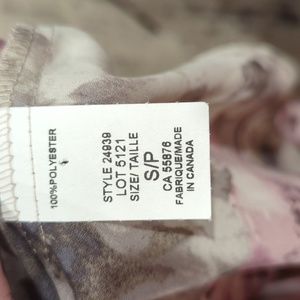 100%POLYESTER
STYLE 24939
LOT 5121
SIZE/ TAILLE
S/P
CA 55876
FABRIQUE/MADE
IN CANADA